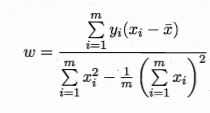 w = \frac{\sum_{i=1}^{m} y_i(x_i - \bar{x})}{\sum_{i=1}^{m} x_i^2 - \frac{1}{m}\left(\sum_{i=1}^{m} x_i\right)^2}